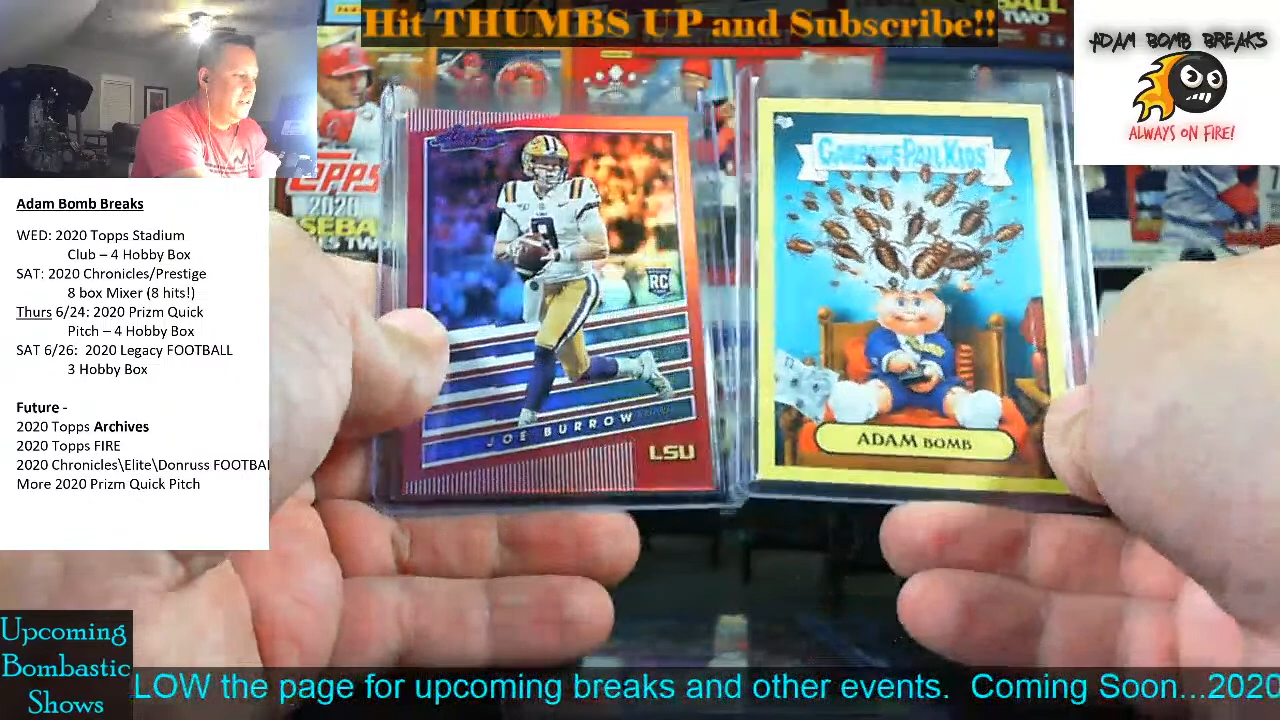 Hit THUMBS UP and Subscribe!!
TWO
ADAM BOMB BREAKS
ALWAYS ON FIRE!
Adam Bomb Breaks
WED: 2020 Topps Stadium
Club – 4 Hobby Box
SAT: 2020 Chronicles/Prestige
8 box Mixer (8 hits!)
Thurs 6/24: 2020 Prizm Quick
Pitch – 4 Hobby Box
SAT 6/26: 2020 Legacy FOOTBALL
3 Hobby Box
Future -
2020 Topps Archives
2020 Topps FIRE
2020 Chronicles\Elite\Donruss FOOTBAL
More 2020 Prizm Quick Pitch
TOPPS
2020
RC
JOE BURROW
LSU
GARBAGE PAIL KIDS
ADAM BOMB
Upcoming
Bombastic
Shows
LOW the page for upcoming breaks and other events. Coming Soon...2020